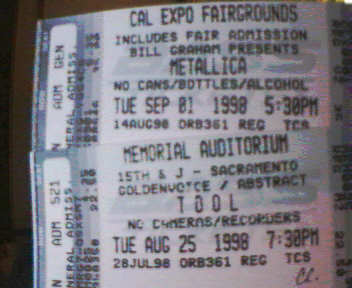 CAL EXPO FAIRGROUNDS
INCLUDES FAIR ADMISSION
BILL GRAHAM PRESENTS
METALLICA
NO CANS/BOTTLES/ALCOHOL
TUE SEP 01 1998 5:30PM
14AUG98 ORB361 REG TCS
ADM GEN
MEMORIAL AUDITORIUM
15TH & J - SACRAMENTO
GOLDENVOICE / ABSTRACT
T O O L
NO CAMERAS/RECORDERS
TUE AUG 25 1998 7:30PM
28JUL98 ORB361 REG TCS
CC.
ADM S21